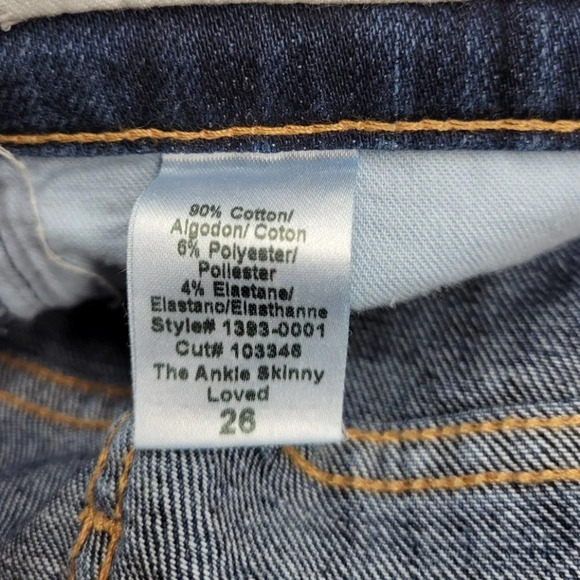 90% Cotton/
Algodon/ Coton
6% Polyester/
Poliester
4% Elastane/
Elastano/Elasthanne
Style# 1393-0001
Cut# 103346
The Ankle Skinny
Loved
26